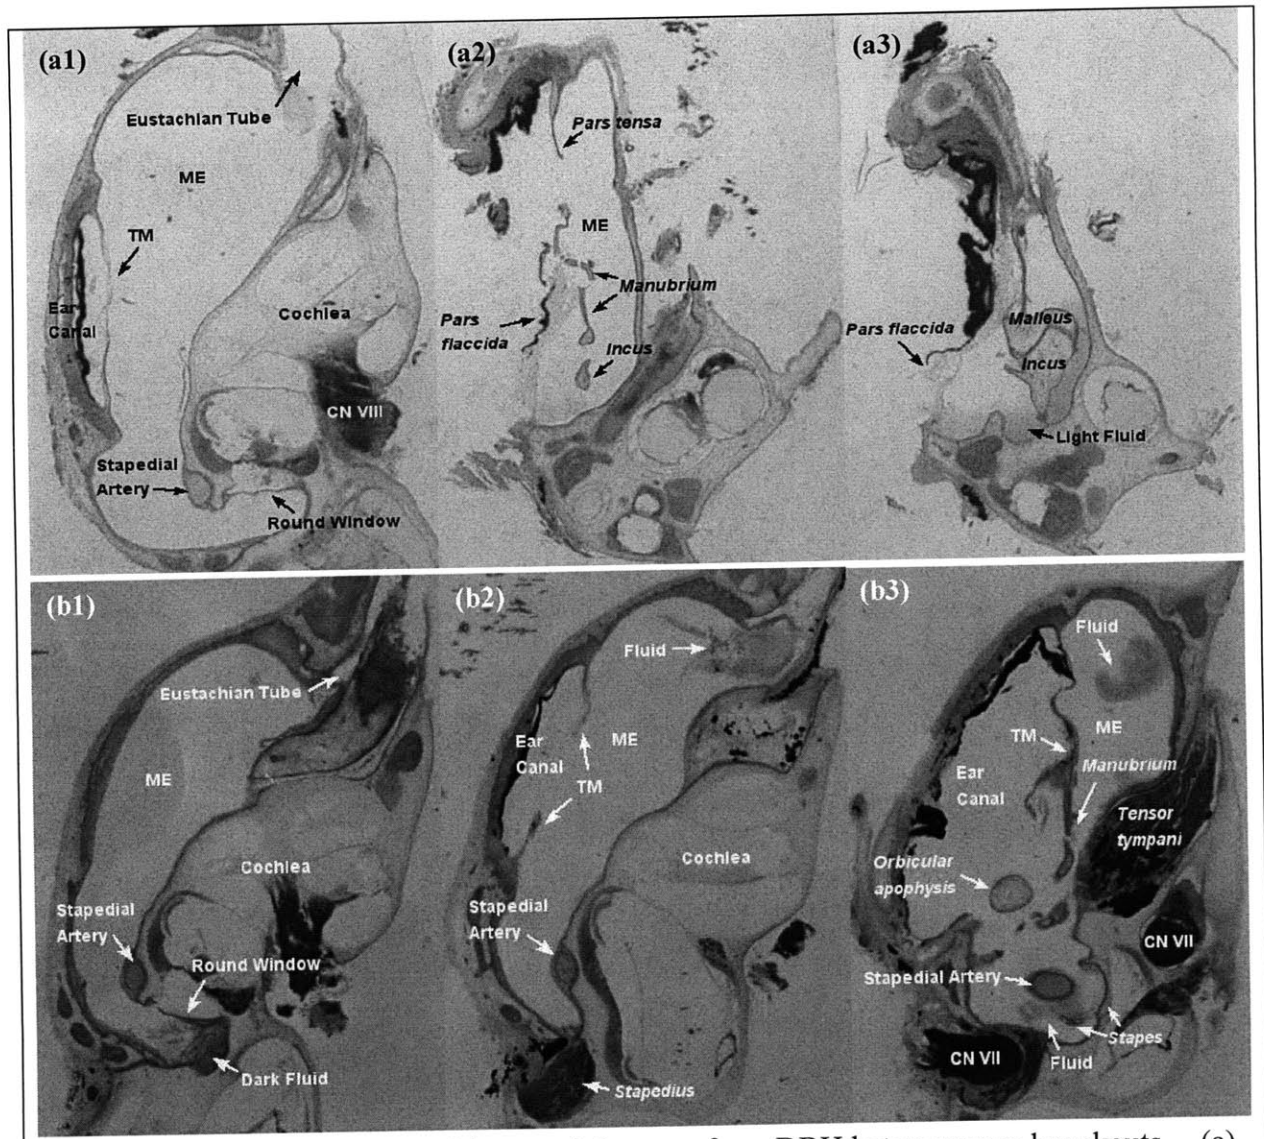 (a1)
Eustachian Tube
ME
TM
Ear
Canal
Cochlea
CN VIII
Stapedial
Artery
Round Window
(a2)
Pars tensa
ME
Manubrium
Pars
flaccida
Incus
(a3)
Pars flaccida
Malleus
Incus
Light Fluid
(b1)
Eustachian Tube
ME
Cochlea
Stapedial
Artery
Round Window
Dark Fluid
(b2)
Fluid
Ear
Canal
ME
TM
Cochlea
Stapedial
Artery
Stapedius
(b3)
Fluid
TM
ME
Manubrium
Ear
Canal
Tensor
tympani
Orbicular
apophysis
CN VII
Stapedial Artery
Stapes
CN VII
Fluid
DBH homozygous knockouts. (a)